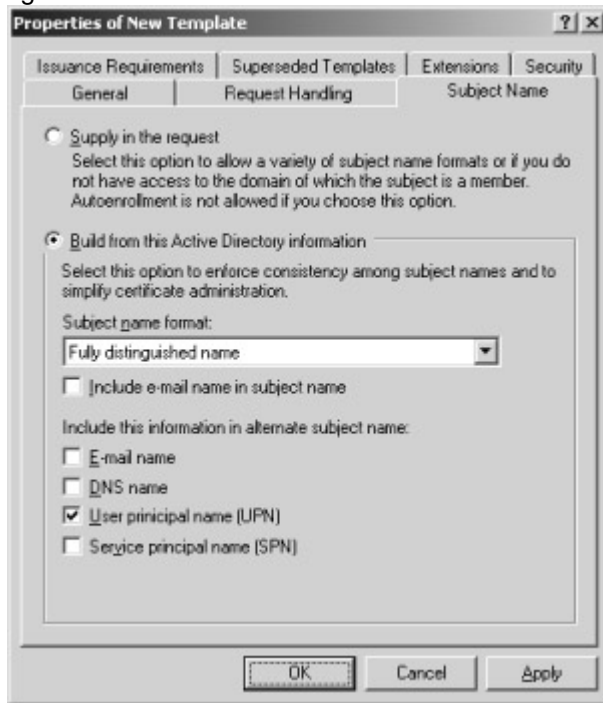 Properties of New Template
Issuance Requirements Superseded Templates Extensions Security
General Request Handling Subject Name
Supply in the request
Select this option to allow a variety of subject name formats or if you do
not have access to the domain of which the subject is a member.
Autoenrollment is not allowed if you choose this option.
Build from this Active Directory information
Select this option to enforce consistency among subject names and to
simplify certificate administration.
Subject name format:
Fully distinguished name
Include e-mail name in subject name
Include this information in alternate subject name:
E-mail name
DNS name
User prinicipal name (UPN)
Service principal name (SPN)
OK Cancel Apply